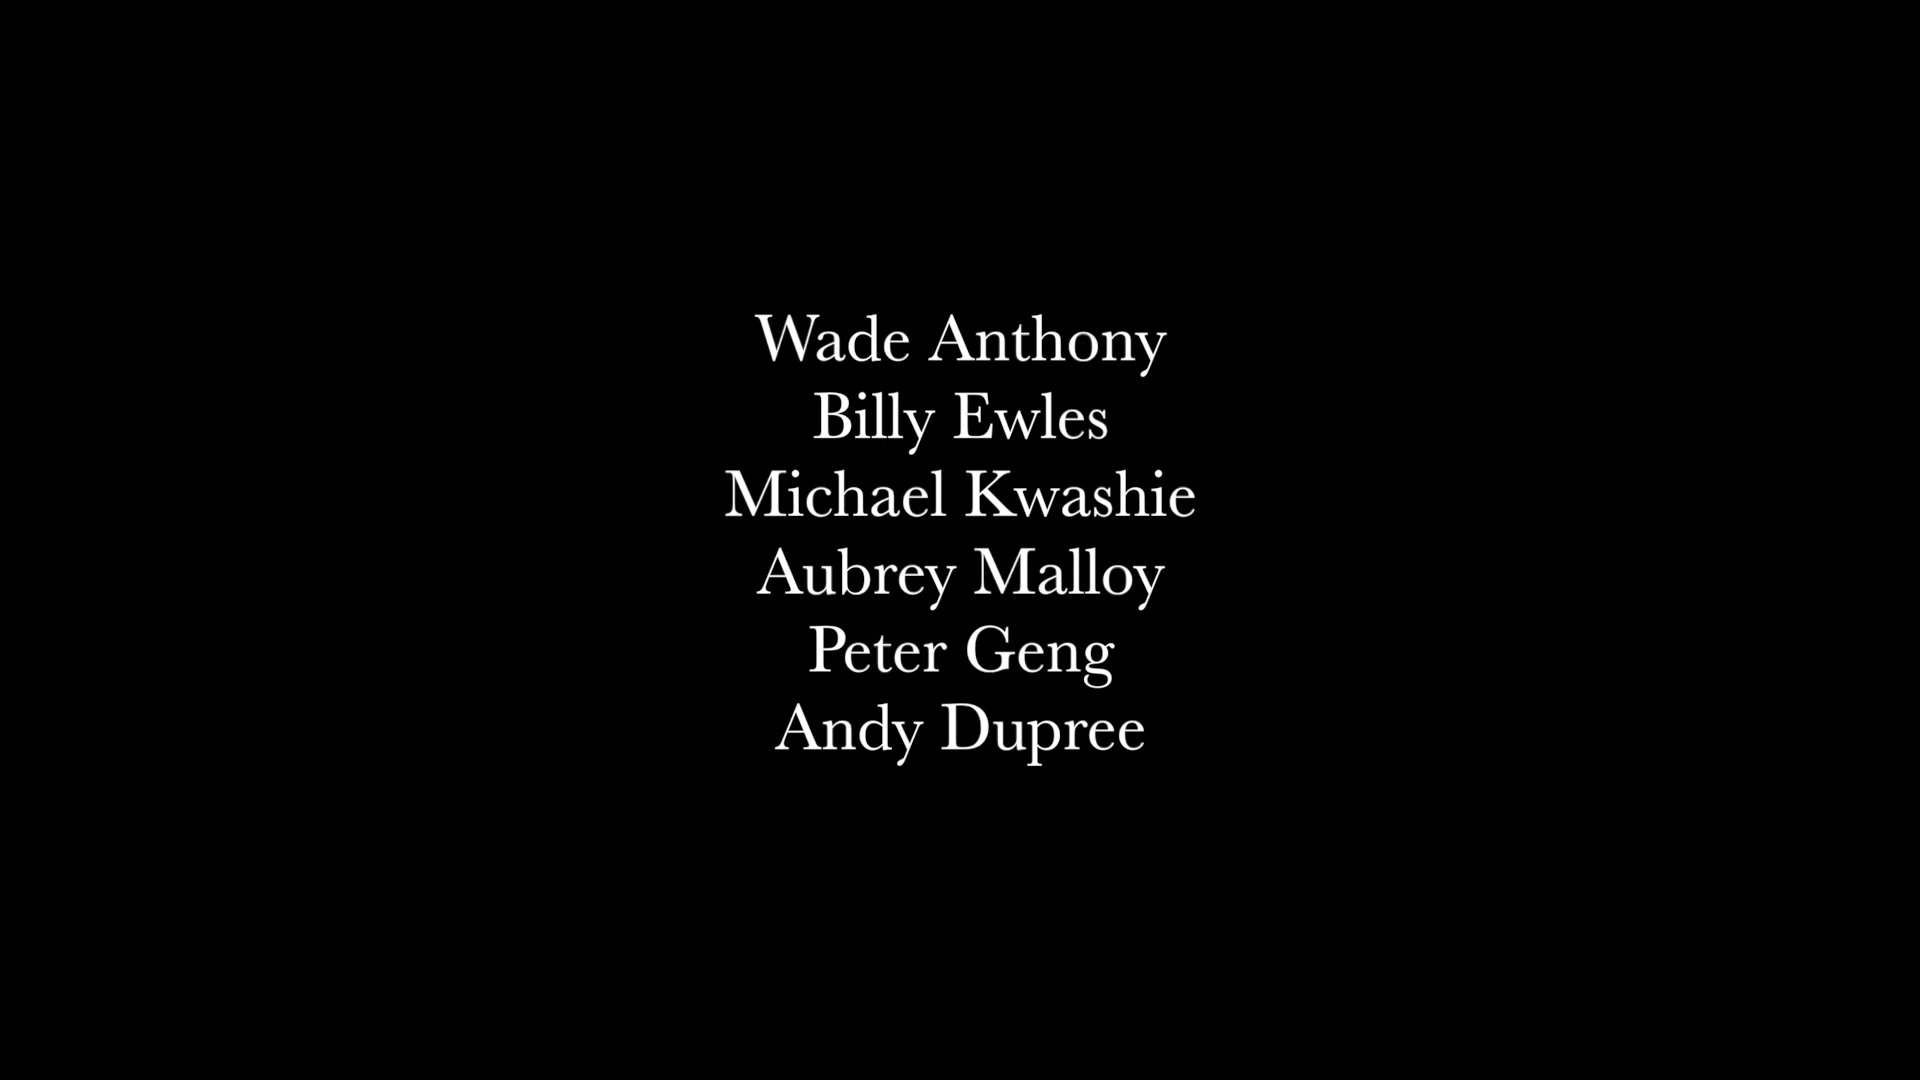 Wade Anthony
Billy Ewles
Michael Kwashie
Aubrey Malloy
Peter Geng
Andy Dupree